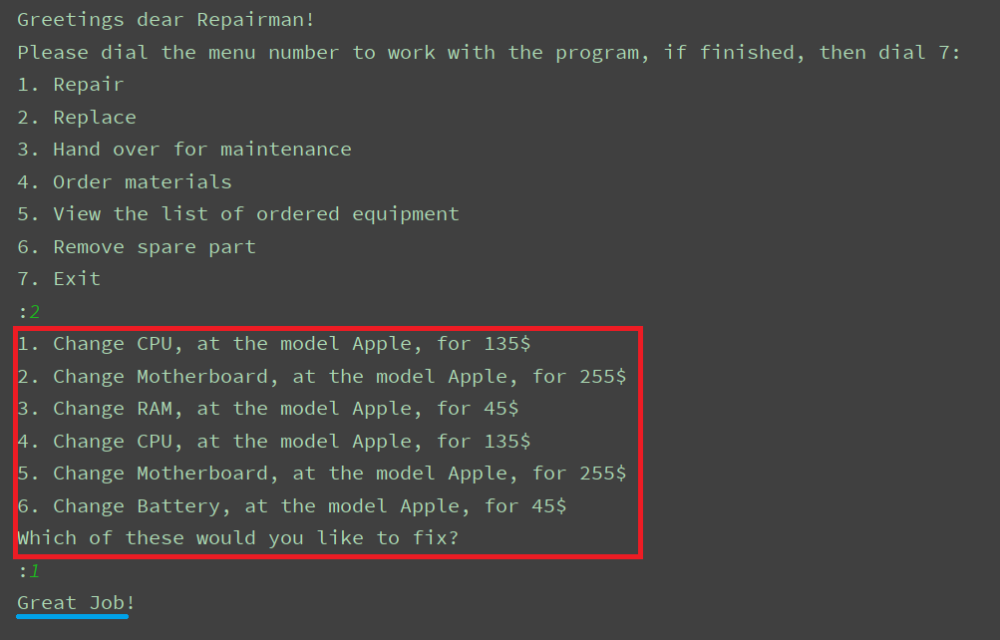 Greetings dear Repairman!
Please dial the menu number to work with the program, if finished, then dial 7:
1. Repair
2. Replace
3. Hand over for maintenance
4. Order materials
5. View the list of ordered equipment
6. Remove spare part
7. Exit
:2
1. Change CPU, at the model Apple, for 135$
2. Change Motherboard, at the model Apple, for 255$
3. Change RAM, at the model Apple, for 45$
4. Change CPU, at the model Apple, for 135$
5. Change Motherboard, at the model Apple, for 255$
6. Change Battery, at the model Apple, for 45$
Which of these would you like to fix?
:1
Great Job!